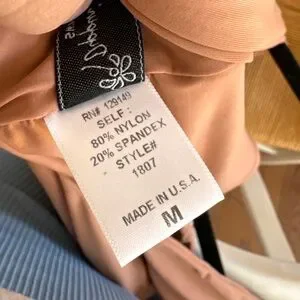 RN# 129149
SELF :
80% NYLON
20% SPANDEX
STYLE#
1807
MADE IN U.S.A.
M